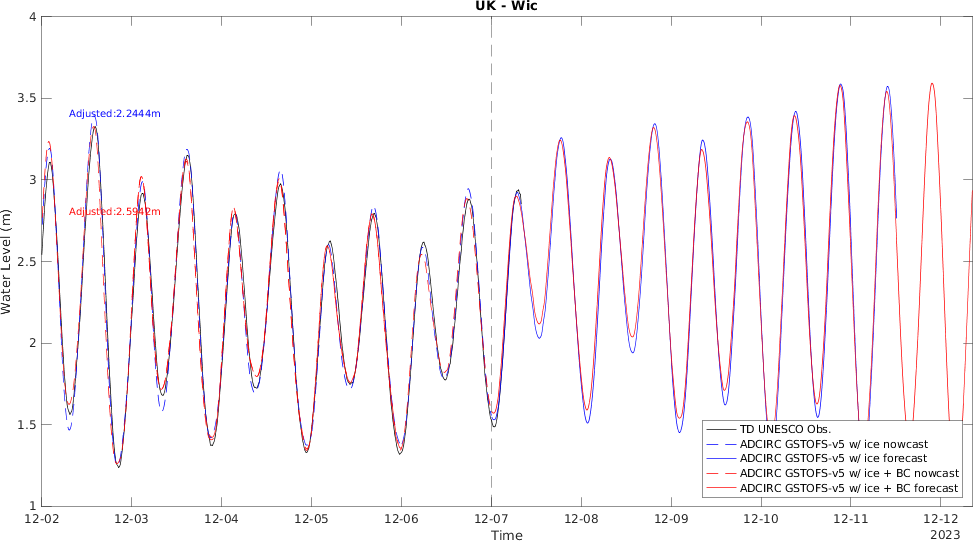 UK - Wic
4
3.5
3
2.5
2
1.5
1
Water Level (m)
Adjusted:2.2444m
Adjusted:2.5942m
TD UNESCO Obs.
ADCIRC GSTOFS-v5 w/ ice nowcast
ADCIRC GSTOFS-v5 w/ ice forecast
ADCIRC GSTOFS-v5 w/ ice + BC nowcast
ADCIRC GSTOFS-v5 w/ ice + BC forecast
12-02 12-03 12-04 12-05 12-06 12-07 12-08 12-09 12-10 12-11 12-12
2023
Time